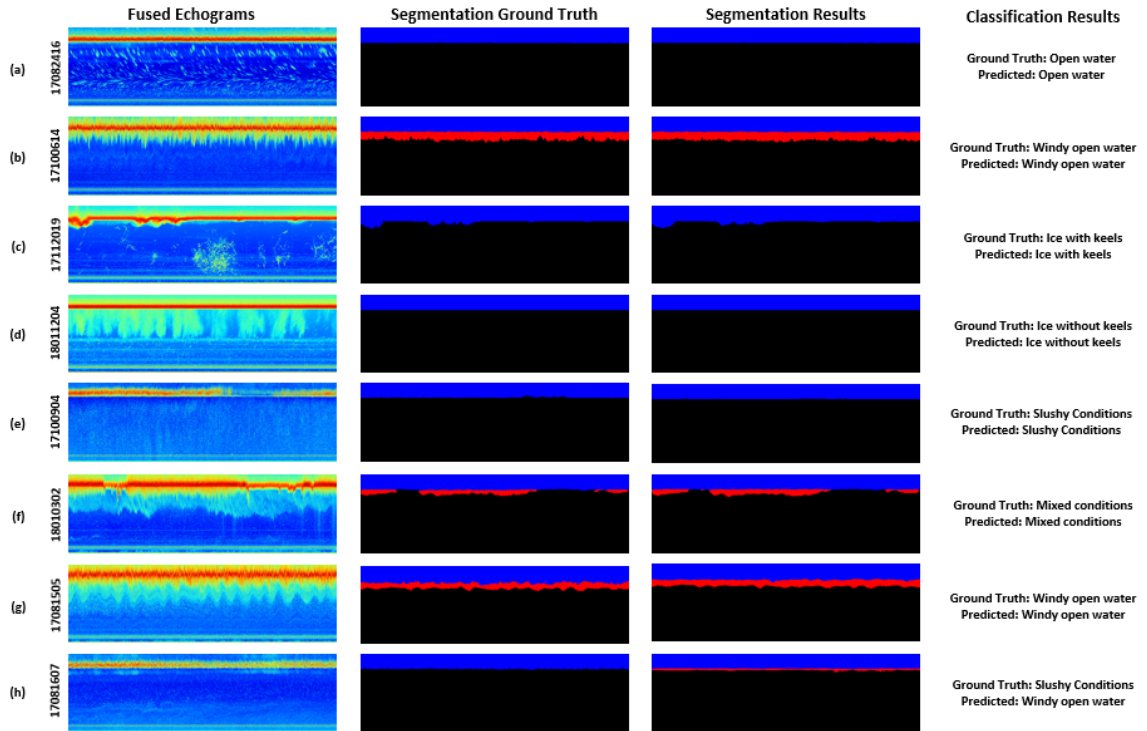 Fused Echograms
Segmentation Ground Truth
Segmentation Results
Classification Results
(a)
17082416
Ground Truth: Open water
Predicted: Open water
(b)
17100614
Ground Truth: Windy open water
Predicted: Windy open water
(c)
17112019
Ground Truth: Ice with keels
Predicted: Ice with keels
(d)
18011204
Ground Truth: Ice without keels
Predicted: Ice without keels
(e)
17100904
Ground Truth: Slushy Conditions
Predicted: Slushy Conditions
(f)
18010302
Ground Truth: Mixed conditions
Predicted: Mixed conditions
(g)
17081505
Ground Truth: Windy open water
Predicted: Windy open water
(h)
17081607
Ground Truth: Slushy Conditions
Predicted: Windy open water